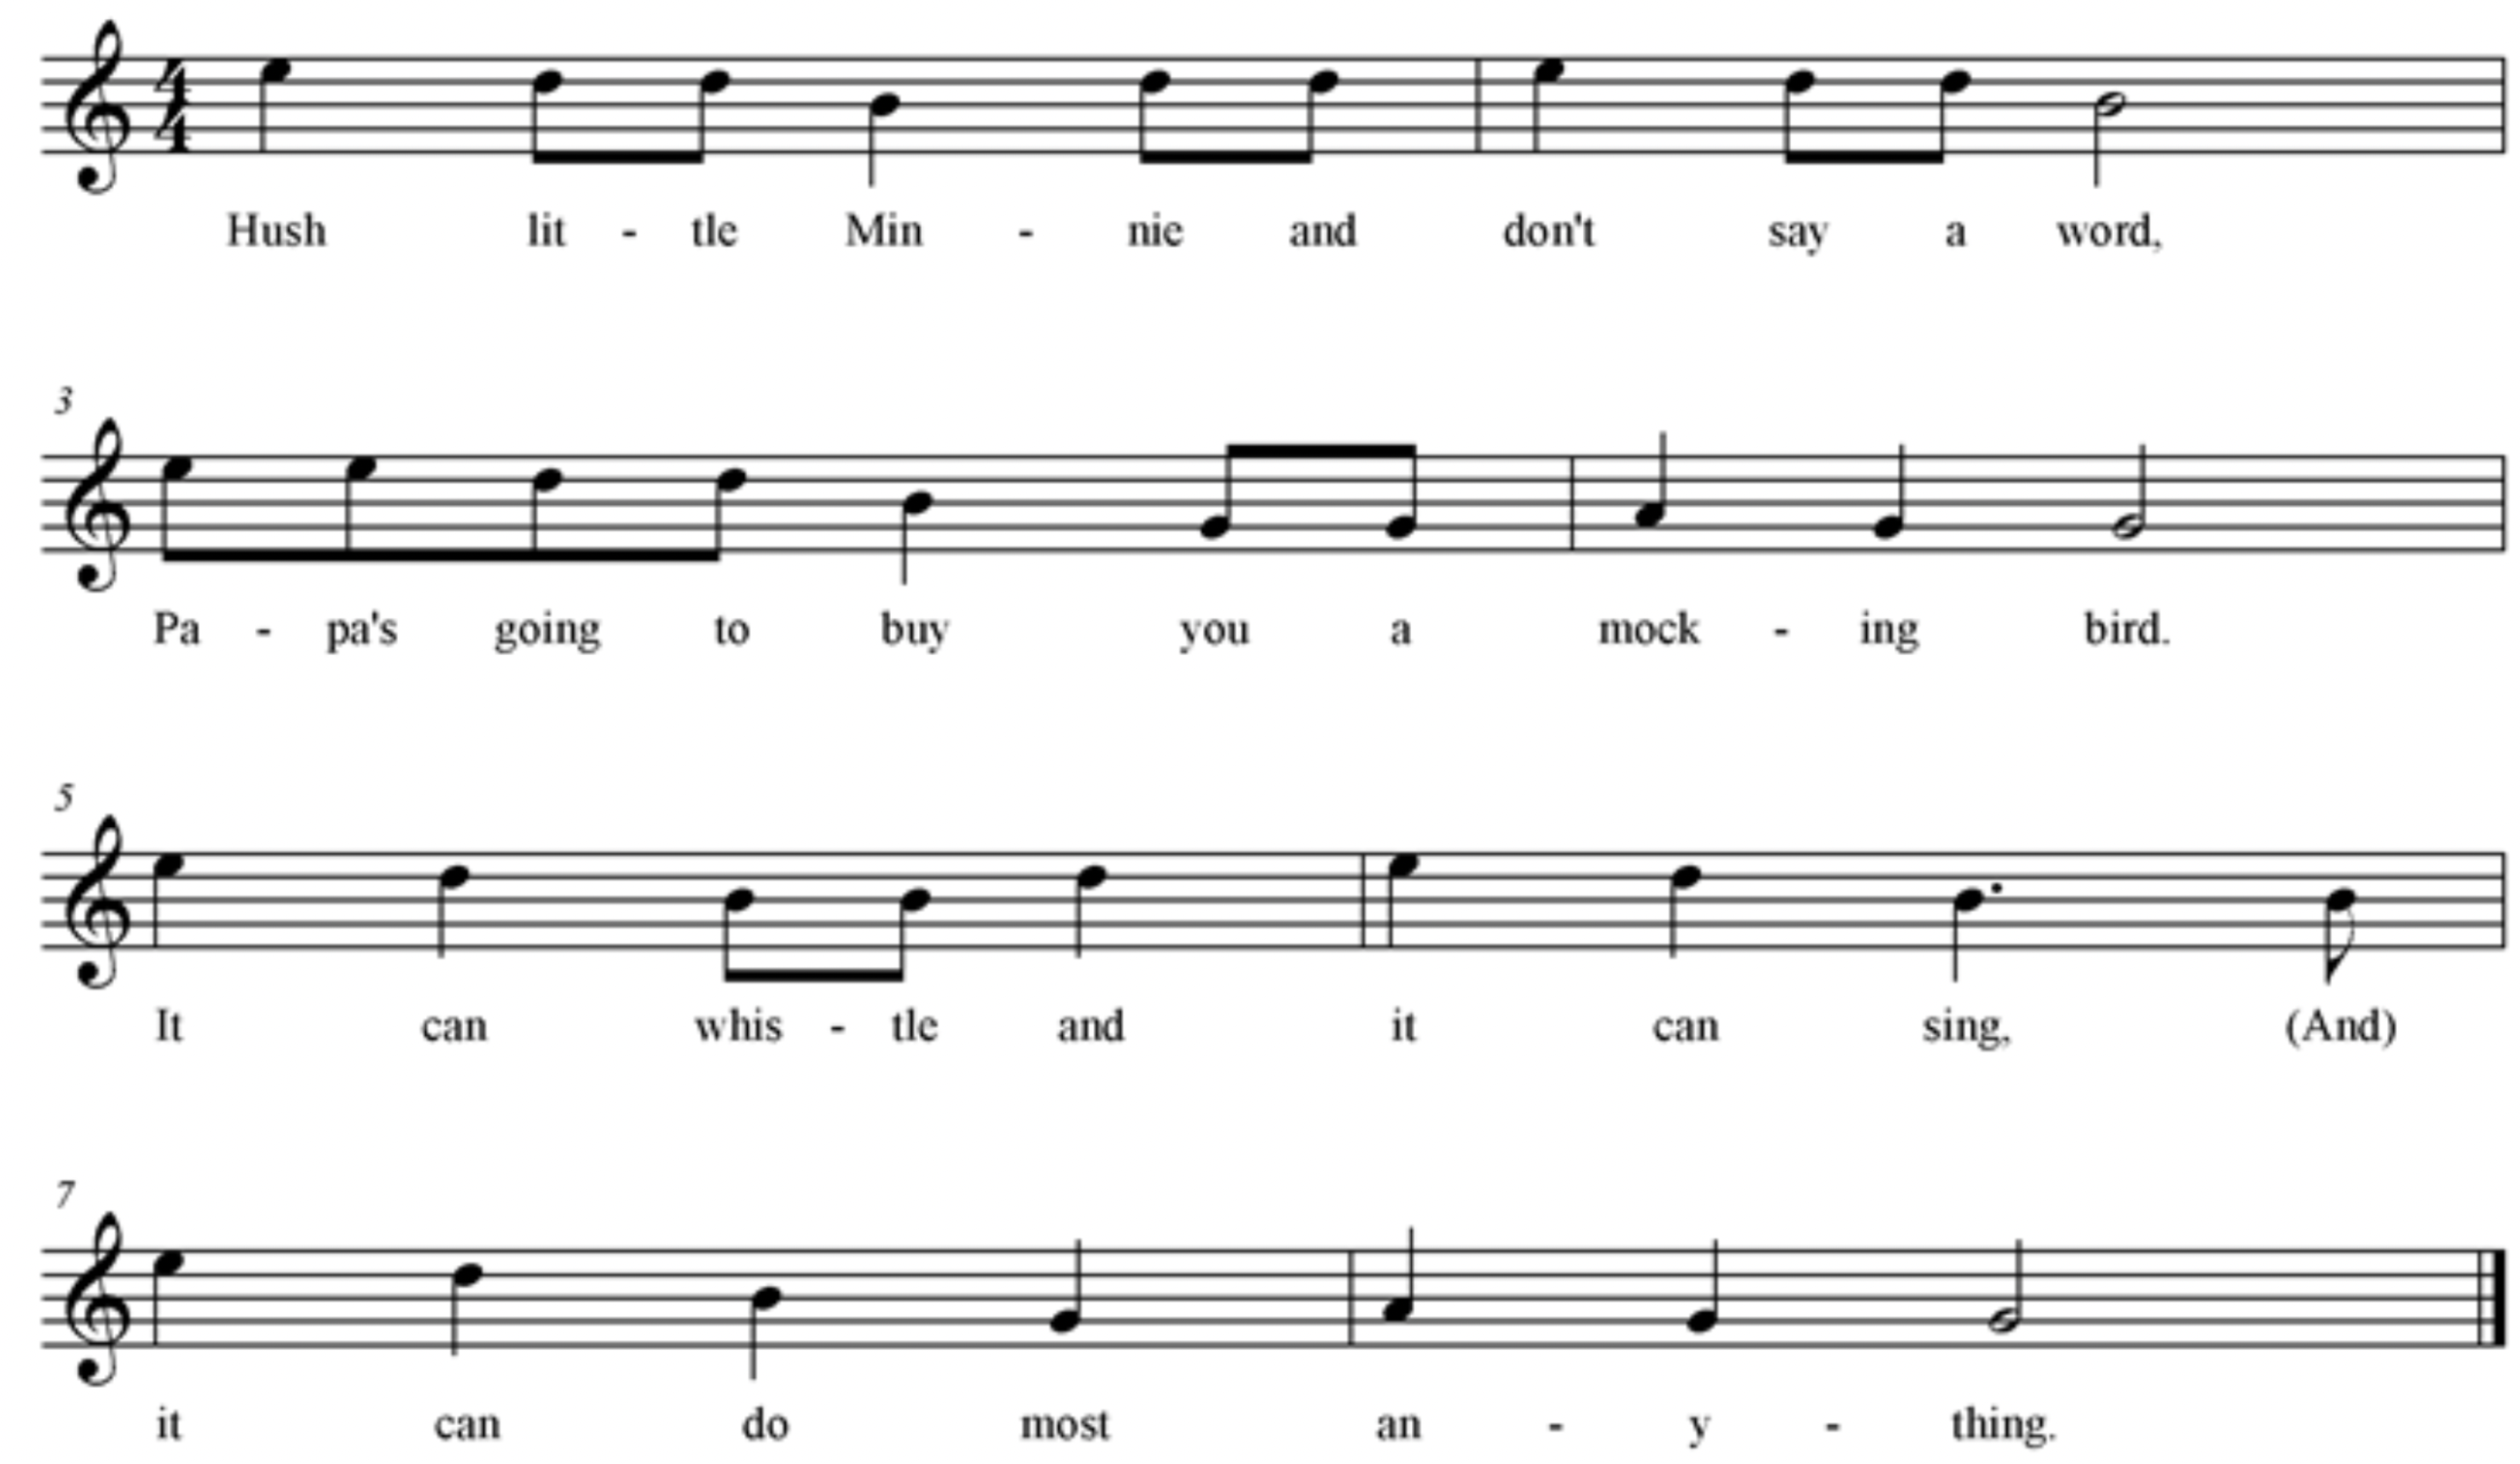 4
4
Hush lit - tle Min - nie and don't say a word,
3
Pa - pa's going to buy you a mock - ing bird.
5
It can whis - tle and it can sing, (And)
7
it can do most an - y - thing.